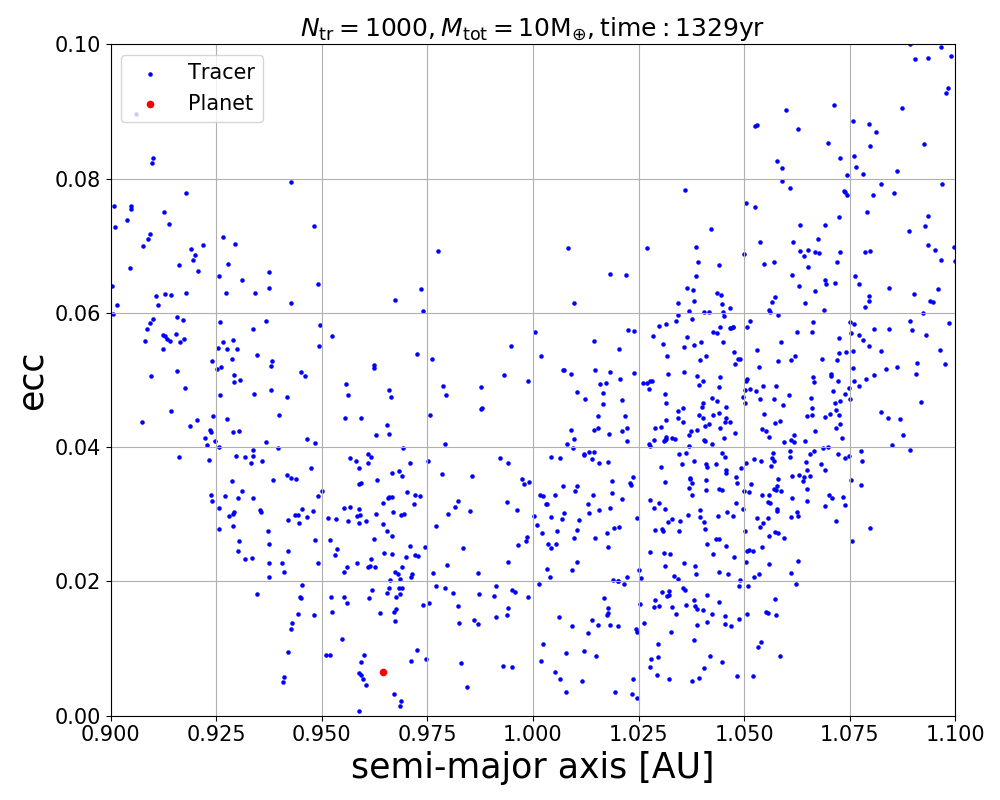 N_tr = 1000, M_tot = 10M_⊕, time : 1329yr
Tracer
Planet
ecc
0.10
0.08
0.06
0.04
0.02
0.00
0.900 0.925 0.950 0.975 1.000 1.025 1.050 1.075 1.100
semi-major axis [AU]